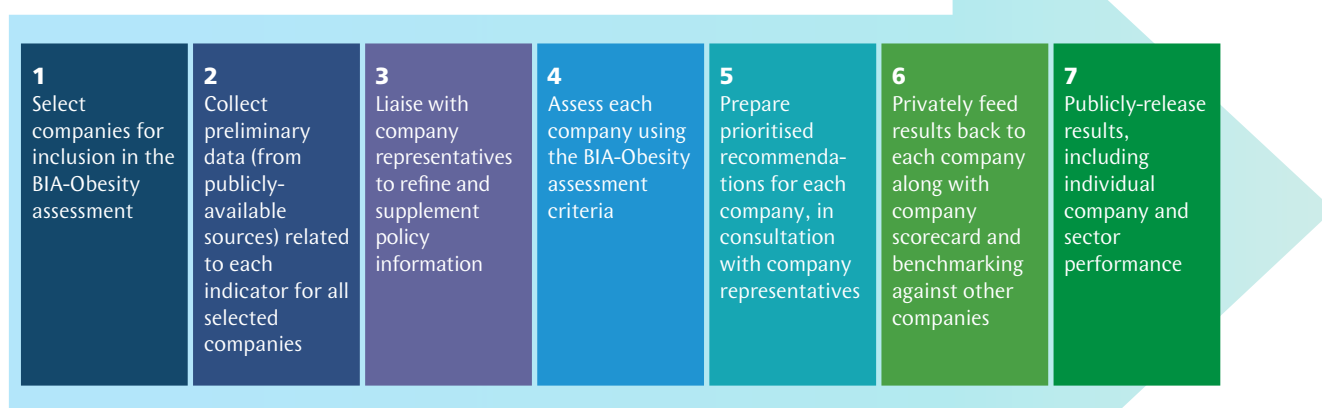 1
Select
companies for
inclusion in the
BIA-Obesity
assessment
2
Collect
preliminary
data (from
publicly-
available
sources) related
to each
indicator for all
selected
companies
3
Liaise with
company
representatives
to refine and
supplement
policy
information
4
Assess each
company using
the BIA-Obesity
assessment
criteria
5
Prepare
prioritised
recommenda-
tions for each
company, in
consultation
with company
representatives
6
Privately feed
results back to
each company
along with
company
scorecard and
benchmarking
against other
companies
7
Publicly-release
results,
including
individual
company and
sector
performance